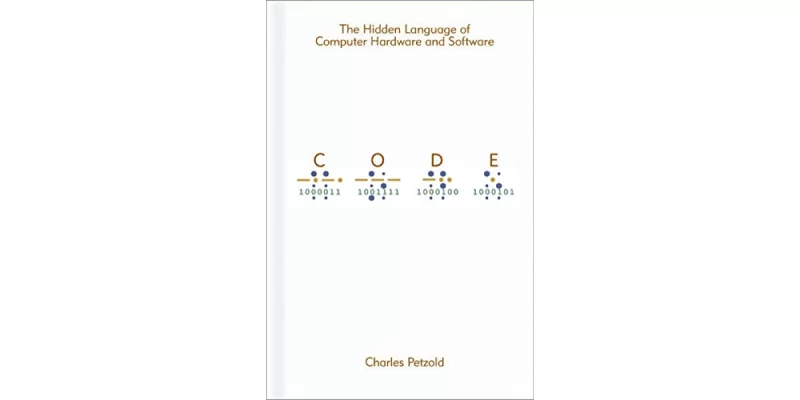 The Hidden Language of
Computer Hardware and Software
C O D E
1000011 1001111 1000100 1000101
Charles Petzold